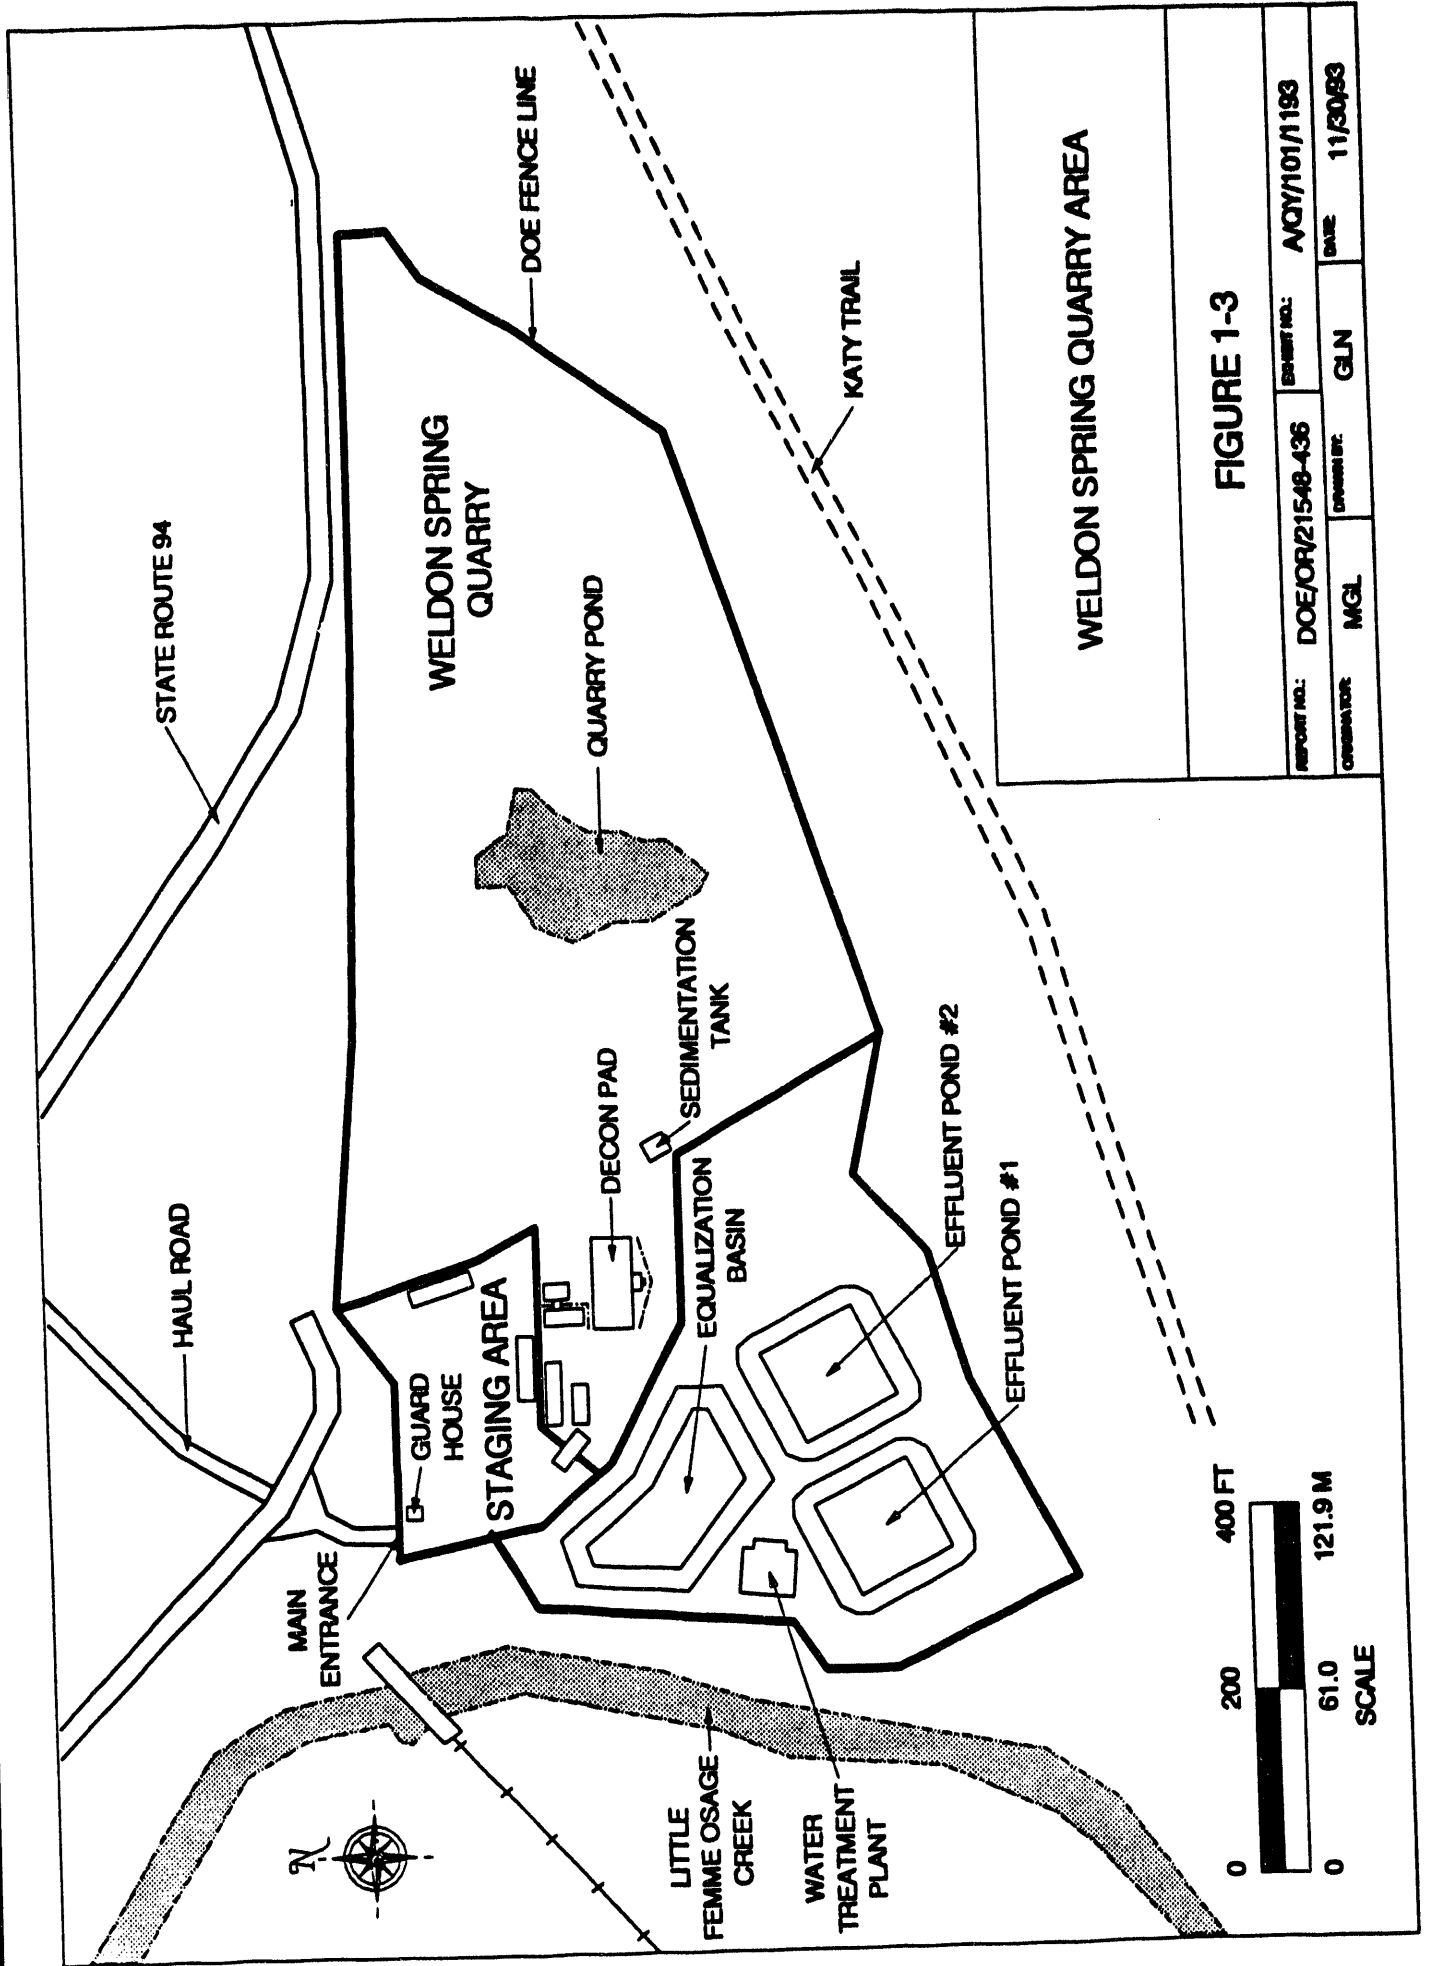 STATE ROUTE 94
HAUL ROAD
MAIN
ENTRANCE
GUARD
HOUSE
STAGING AREA
WELDON SPRING
QUARRY
DOE FENCE LINE
QUARRY POND
DECON PAD
SEDIMENTATION
TANK
EQUALIZATION
BASIN
KATY TRAIL
EFFLUENT POND #2
EFFLUENT POND #1
N
LITTLE
FEMME OSAGE
CREEK
WATER
TREATMENT
PLANT
0 200 400 FT
0 61.0 121.9 M
SCALE
WELDON SPRING QUARRY AREA
FIGURE 1-3
REPORT NO.: DOE/OR/21548-436 EXHIBIT NO.: A/QY/101/1193
ORIGINATOR: MGL DRAWN BY: GLN DATE: 11/30/93